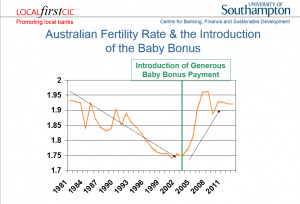 LOCALfirstCIC
Promoting local banks
UNIVERSITY OF
Southampton
Centre for Banking, Finance and Sustainable Development
Australian Fertility Rate & the Introduction
of the Baby Bonus
Introduction of Generous
Baby Bonus Payment
2
1.95
1.9
1.85
1.8
1.75
1.7
1981
1984
1987
1990
1993
1996
1999
2002
2005
2008
2011